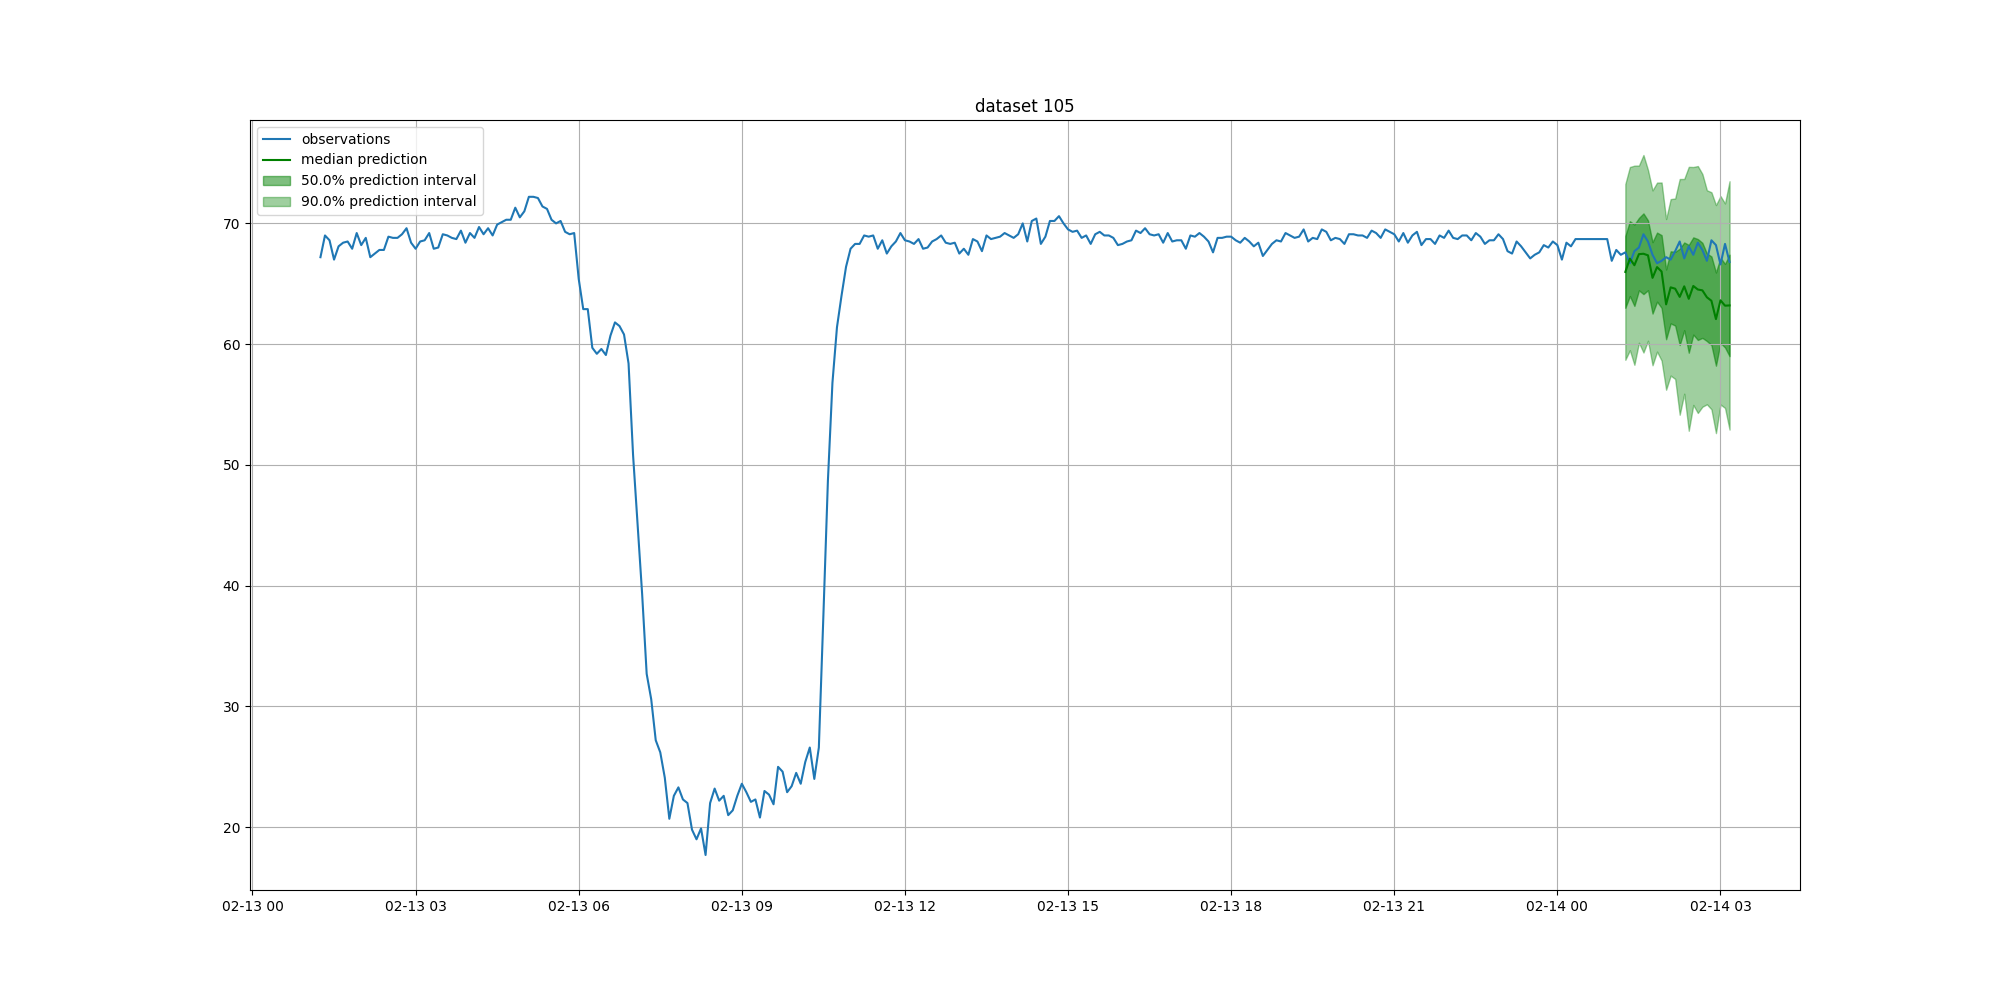 dataset 105
observations
median prediction
50.0% prediction interval
90.0% prediction interval
70
60
50
40
30
20
02-13 00 02-13 03 02-13 06 02-13 09 02-13 12 02-13 15 02-13 18 02-13 21 02-14 00 02-14 03